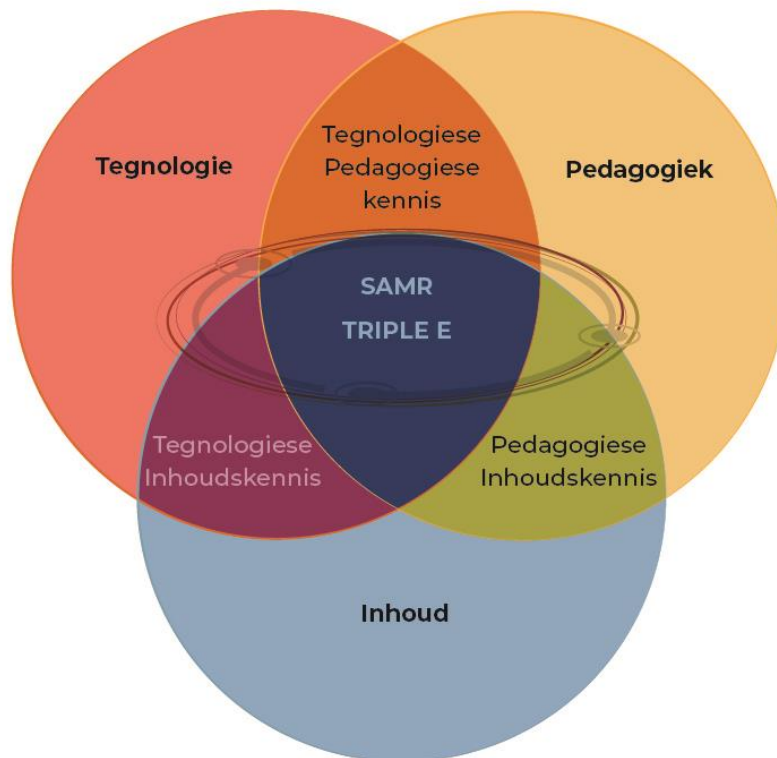 Tegnologiese
Pedagogiese
kennis
Tegnologie
Pedagogiek
SAMR
TRIPLE E
Tegnologiese
Inhoudskennis
Pedagogiese
Inhoudskennis
Inhoud